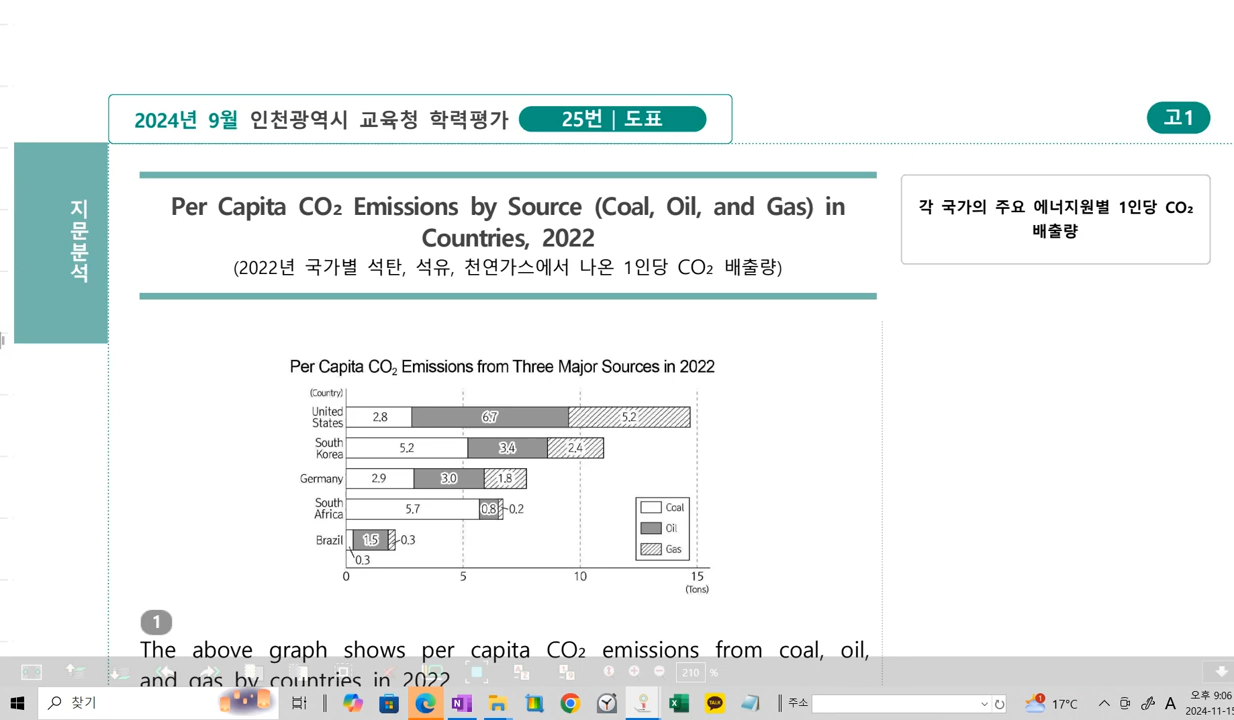 2024년 9월 인천광역시 교육청 학력평가 25번 | 도표
고1
지문분석
Per Capita CO₂ Emissions by Source (Coal, Oil, and Gas) in
Countries, 2022
(2022년 국가별 석탄, 석유, 천연가스에서 나온 1인당 CO₂ 배출량)
각 국가의 주요 에너지원별 1인당 CO₂
배출량
Per Capita CO₂ Emissions from Three Major Sources in 2022
(Country)
United
States
2.8 6.7 5.2
South
Korea
5.2 3.4 2.4
Germany 2.9 3.0 1.8
South
Africa
5.7 0.8 0.2
Brazil 1.5 0.3
0.3
Coal
Oil
Gas
0 5 10 15
(Tons)
1
The above graph shows per capita CO₂ emissions from coal, oil,
and gas by countries in 2022
210 %
찾기
주소
17°C
A
오후 9:06
2024-11-15